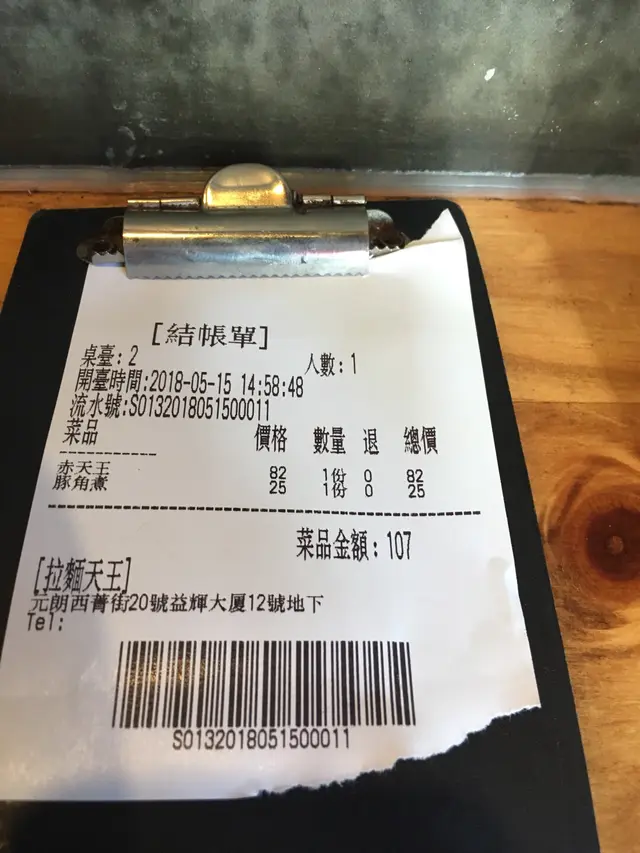 [結帳單]
桌臺:2 人數:1
開臺時間:2018-05-15 14:58:48
流水號:S0132018051500011
菜品 價格 數量 退 總價
------------
赤天王 82 1份 0 82
豚角煮 25 1份 0 25
菜品金額:107
[拉麵天王]
元朗西菁街20號益輝大厦12號地下
Tel:
S0132018051500011